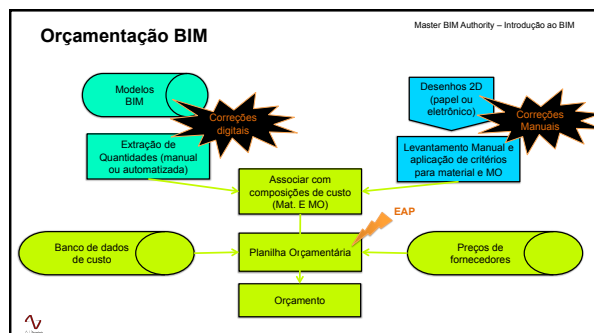 Master BIM Authority – Introdução ao BIM
Orçamentação BIM
Modelos
BIM
Correções
digitais
Desenhos 2D
(papel ou
eletrônico)
Correções
Manuais
Extração de
Quantidades (manual
ou automatizada)
Levantamento Manual e
aplicação de critérios
para material e MO
Associar com
composições de custo
(Mat. E MO)
EAP
Banco de dados
de custo
Planilha Orçamentária
Preços de
fornecedores
Orçamento